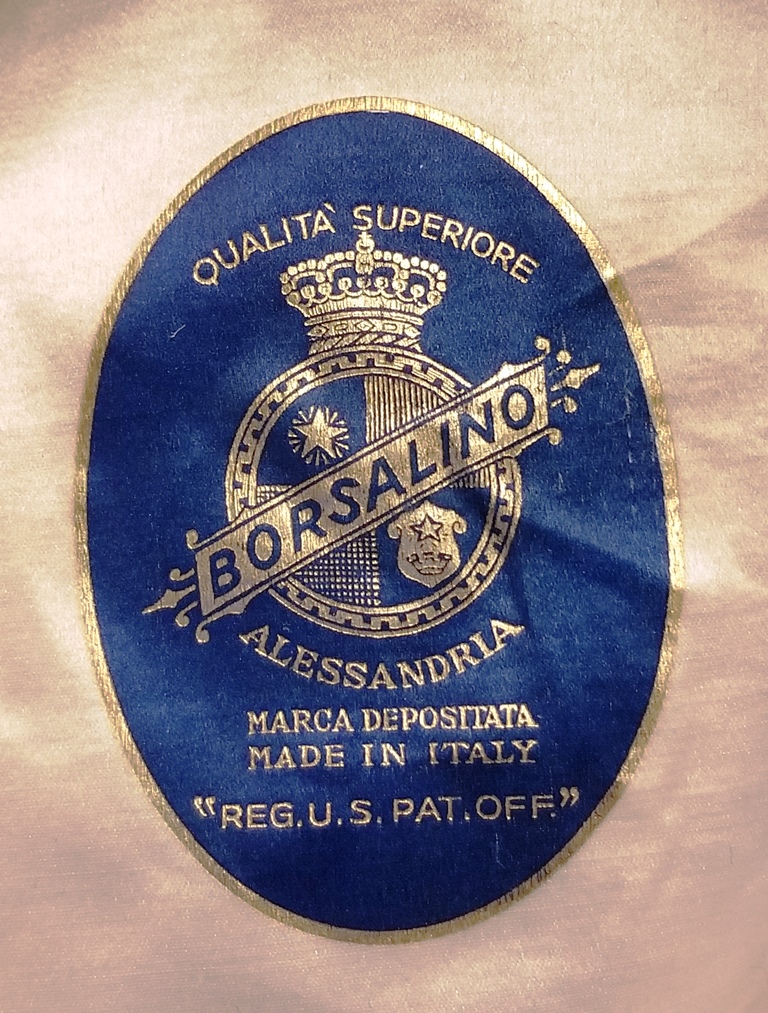 QUALITÀ SUPERIORE
BORSALINO
ALESSANDRIA
MARCA DEPOSITATA
MADE IN ITALY
“REG.U.S.PAT.OFF.”